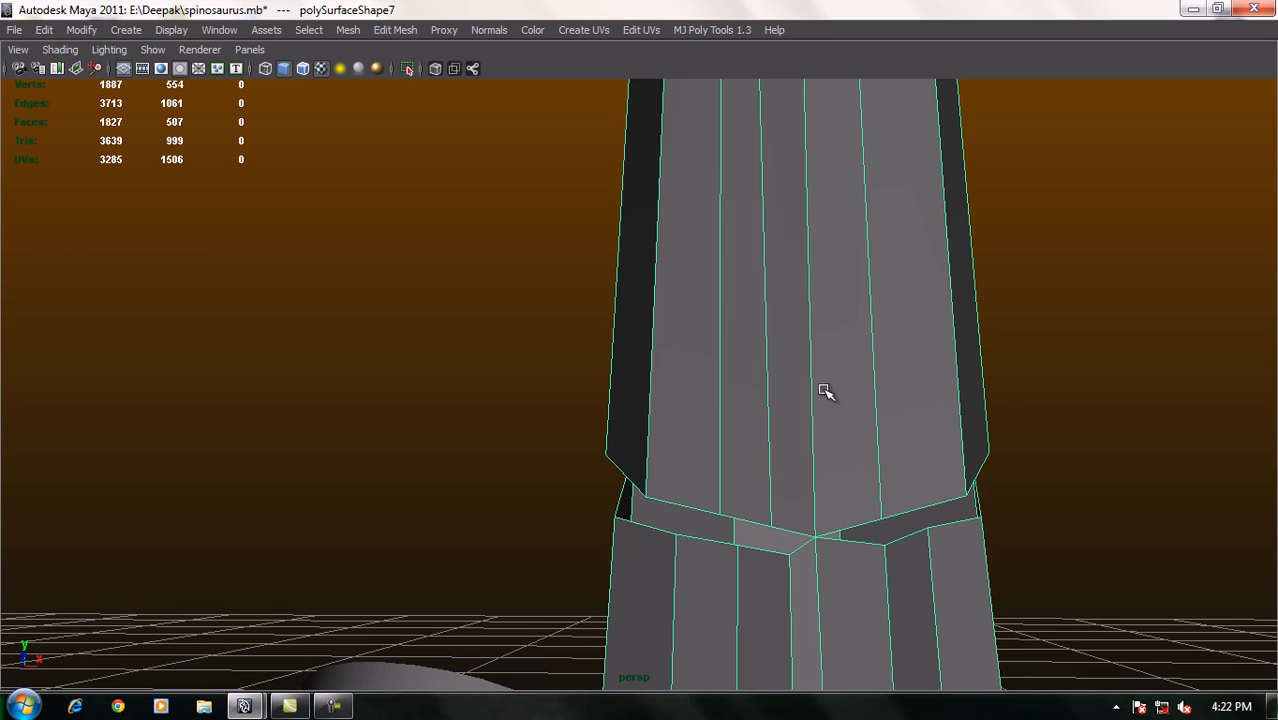 Autodesk Maya 2011: E:\Deepak\spinosaurus.mb* --- polySurfaceShape7
File Edit Modify Create Display Window Assets Select Mesh Edit Mesh Proxy Normals Color Create UVs Edit UVs MJ Poly Tools 1.3 Help
View Shading Lighting Show Renderer Panels
Verts: 1887 554 0
Edges: 3713 1061 0
Faces: 1827 507 0
Tris: 3639 999 0
UVs: 3285 1506 0
y
x
persp
4:22 PM